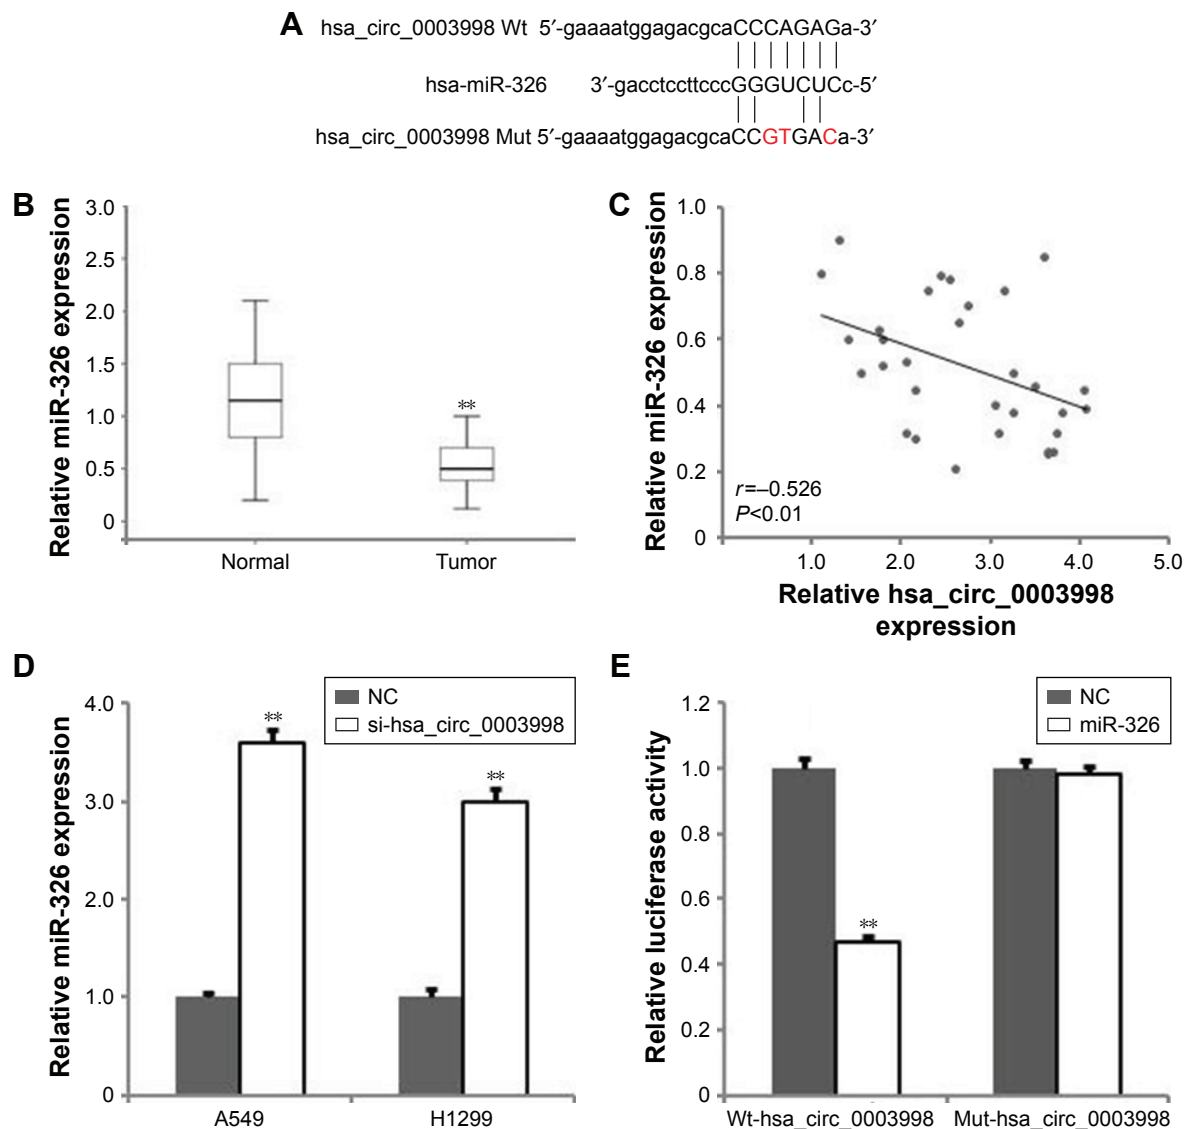 A
hsa_circ_0003998 Wt 5′-gaaaatggagacgcaCCCAGAGa-3′
hsa-miR-326 3′-gacctccttcccGGGUCUCc-5′
hsa_circ_0003998 Mut 5′-gaaaatggagacgcaCCGTGACa-3′
B
Relative miR-326 expression
3.0
2.5
2.0
1.5
1.0
0.5
0
**
Normal Tumor
C
Relative miR-326 expression
1.0
0.8
0.6
0.4
0.2
0
r=–0.526
P<0.01
1.0 2.0 3.0 4.0 5.0
Relative hsa_circ_0003998
expression
D
Relative miR-326 expression
4.0
3.0
2.0
1.0
0
NC
si-hsa_circ_0003998
**
**
A549 H1299
E
Relative luciferase activity
1.2
1.0
0.8
0.6
0.4
0.2
0
NC
miR-326
**
Wt-hsa_circ_0003998 Mut-hsa_circ_0003998